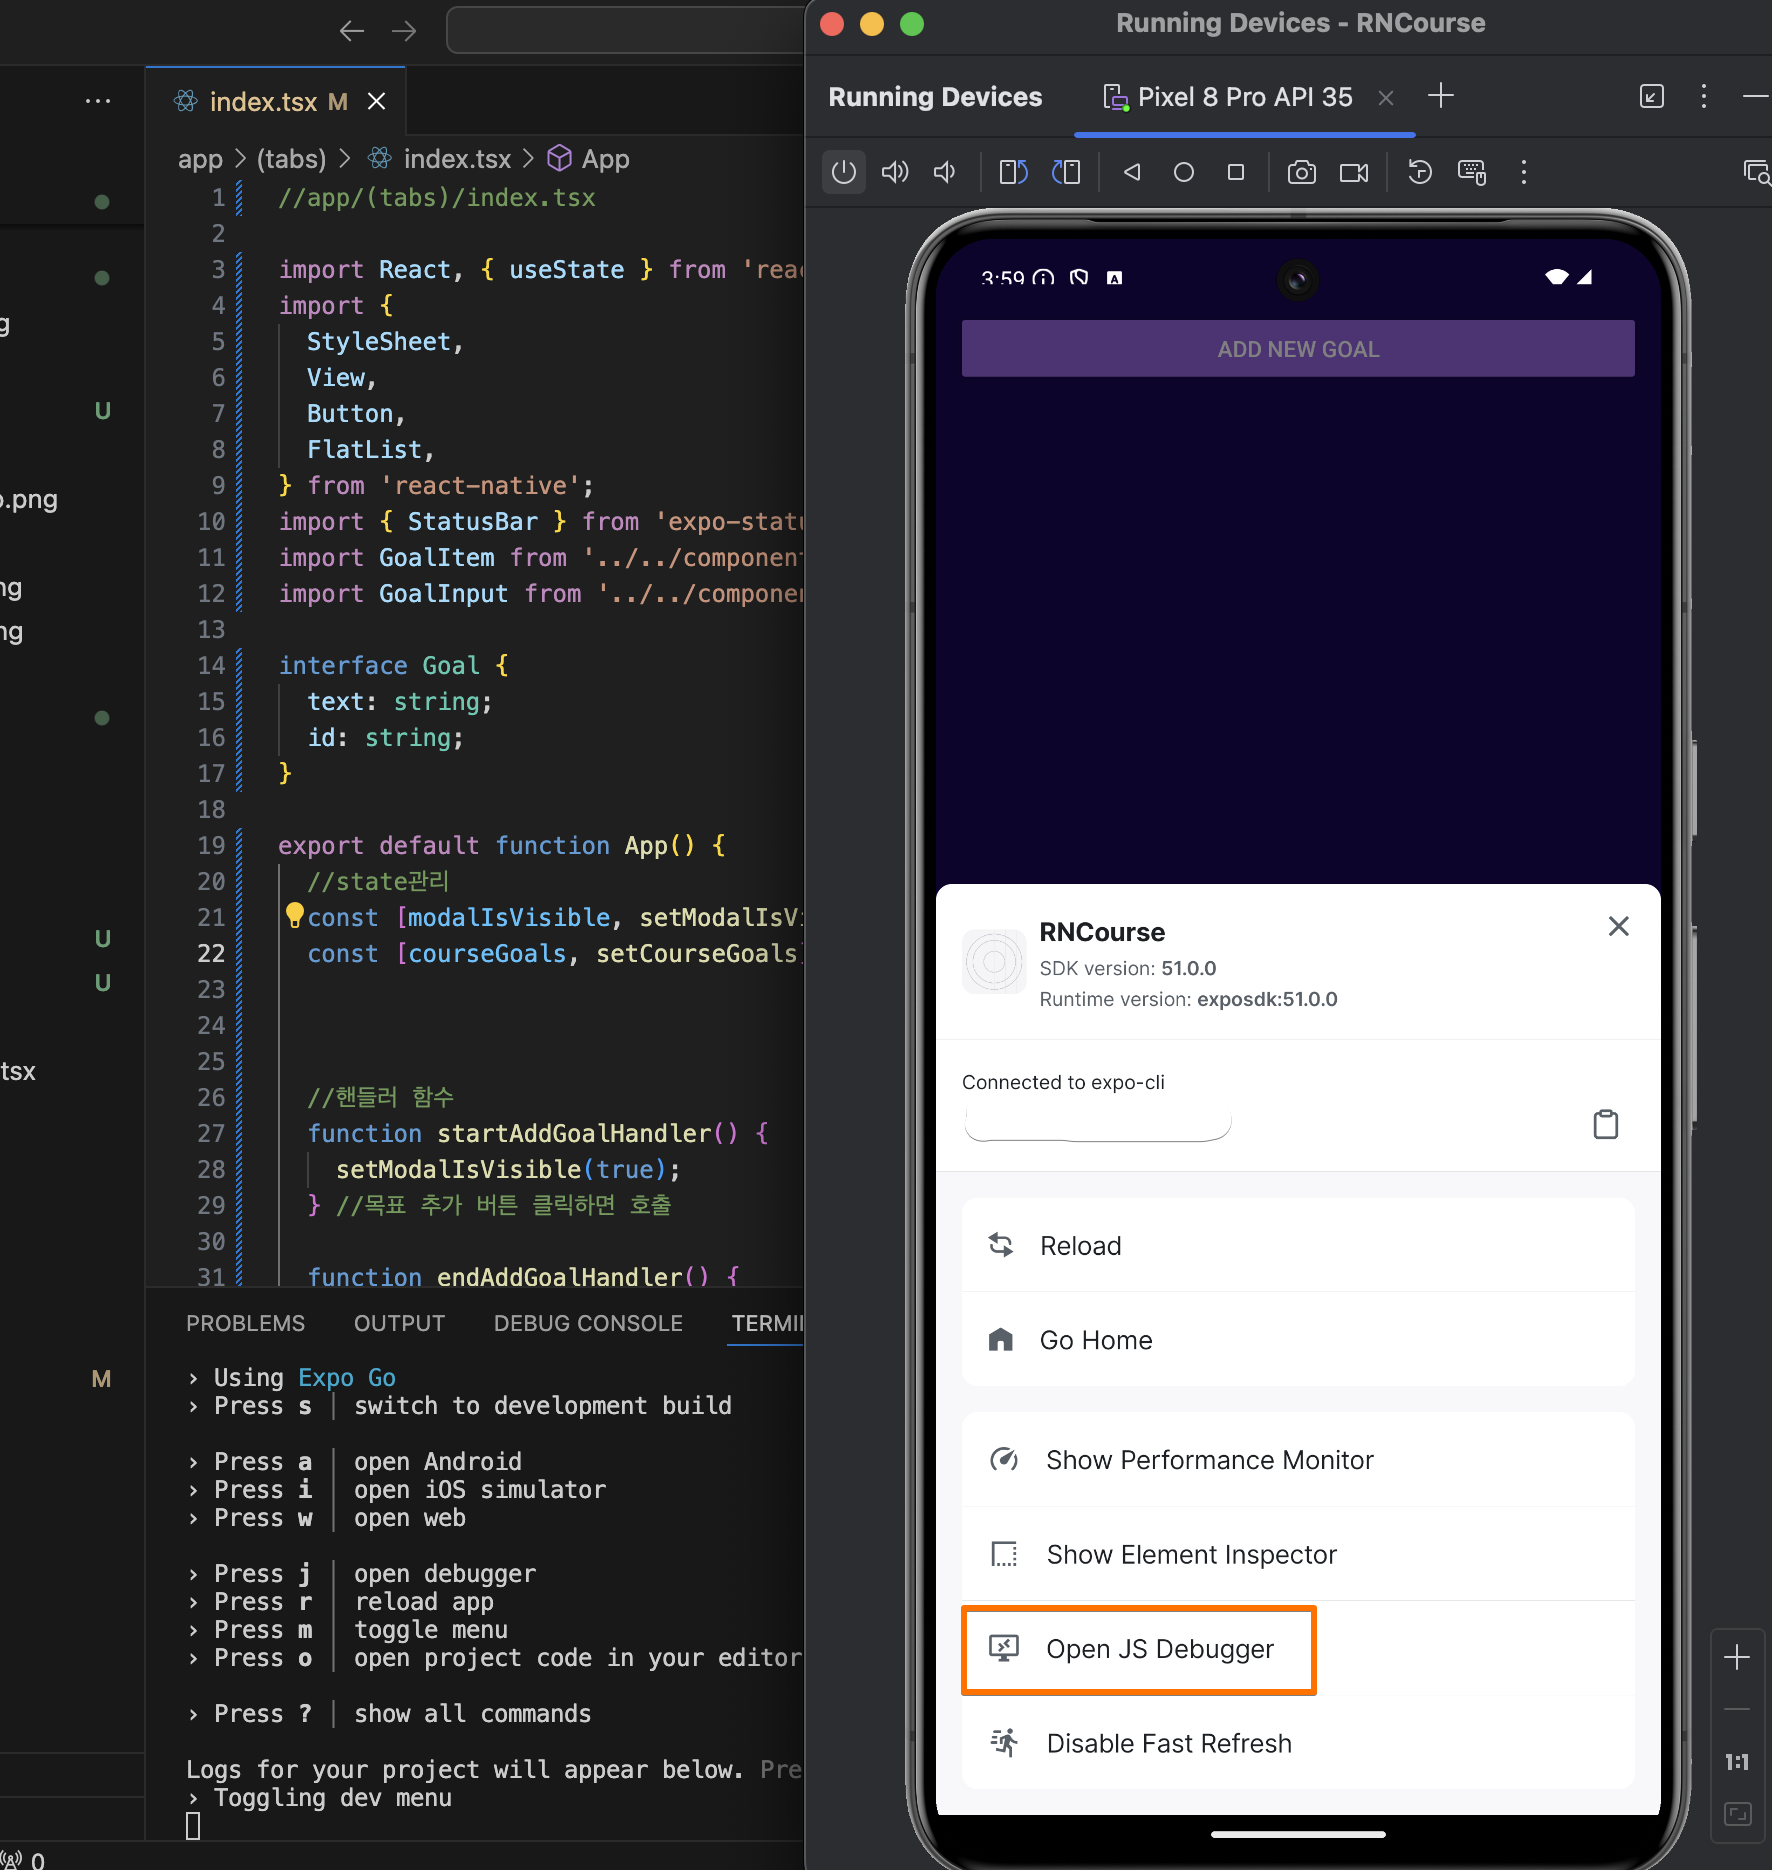 index.tsx M
app > (tabs) > index.tsx > App
1 //app/(tabs)/index.tsx
2
3 import React, { useState } from 'rea
4 import {
5 StyleSheet,
6 View,
7 Button,
8 FlatList,
9 } from 'react-native';
10 import { StatusBar } from 'expo-statu
11 import GoalItem from '../../componen
12 import GoalInput from '../../compone
13
14 interface Goal {
15 text: string;
16 id: string;
17 }
18
19 export default function App() {
20 //state관리
21 const [modalIsVisible, setModalIsVi
22 const [courseGoals, setCourseGoals]
23
24
25
26 //핸들러 함수
27 function startAddGoalHandler() {
28 setModalIsVisible(true);
29 } //목표 추가 버튼 클릭하면 호출
30
31 function endAddGoalHandler() {
g
U
o.png
ng
ng
U
U
tsx
M
PROBLEMS OUTPUT DEBUG CONSOLE TERMI
› Using Expo Go
› Press s │ switch to development build
› Press a │ open Android
› Press i │ open iOS simulator
› Press w │ open web
› Press j │ open debugger
› Press r │ reload app
› Press m │ toggle menu
› Press o │ open project code in your editor
› Press ? │ show all commands
Logs for your project will appear below. Pre
› Toggling dev menu
0
Running Devices - RNCourse
Running Devices Pixel 8 Pro API 35
3:59 A
ADD NEW GOAL
RNCourse
SDK version: 51.0.0
Runtime version: exposdk:51.0.0
Connected to expo-cli
Reload
Go Home
Show Performance Monitor
Show Element Inspector
Open JS Debugger
Disable Fast Refresh
1:1